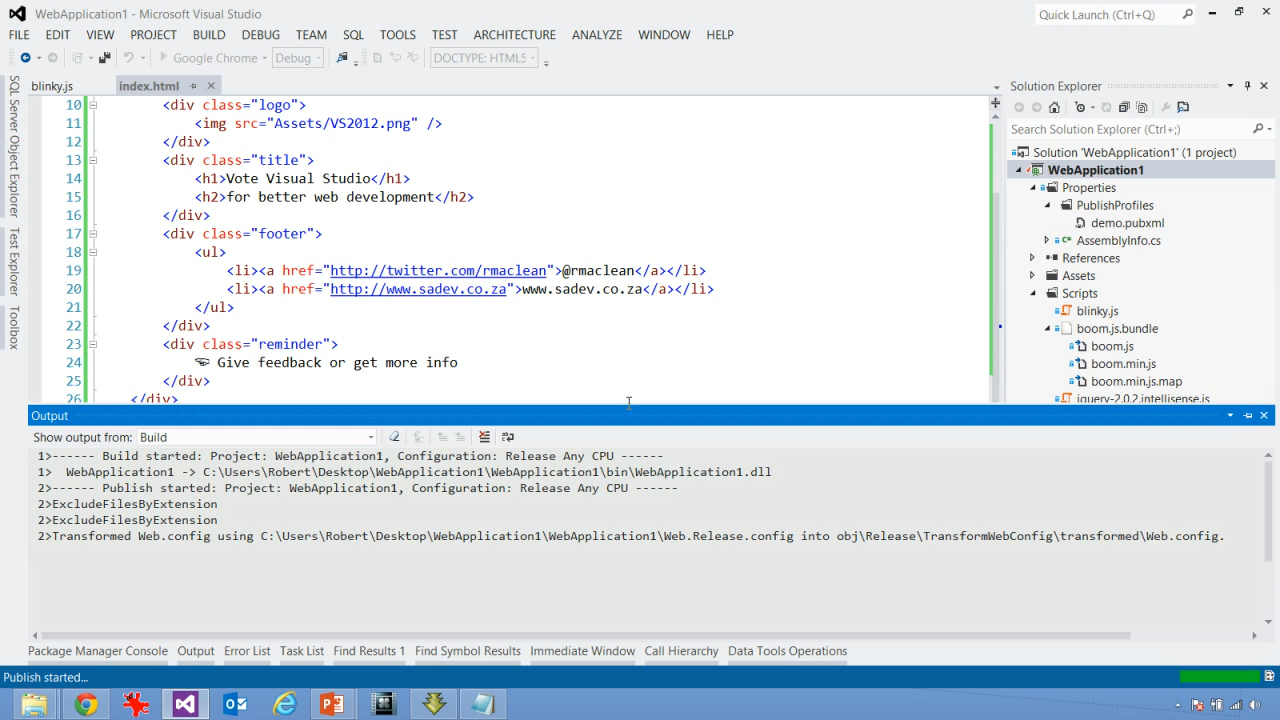 WebApplication1 - Microsoft Visual Studio
Quick Launch (Ctrl+Q)
FILE EDIT VIEW PROJECT BUILD DEBUG TEAM SQL TOOLS TEST ARCHITECTURE ANALYZE WINDOW HELP
Google Chrome Debug DOCTYPE: HTML5
blinky.js index.html
SQL Server Object Explorer
Test Explorer
Toolbox
10 <div class="logo">
11 <img src="Assets/VS2012.png" />
12 </div>
13 <div class="title">
14 <h1>Vote Visual Studio</h1>
15 <h2>for better web development</h2>
16 </div>
17 <div class="footer">
18 <ul>
19 <li><a href="http://twitter.com/rmaclean">@rmaclean</a></li>
20 <li><a href="http://www.sadev.co.za">www.sadev.co.za</a></li>
21 </ul>
22 </div>
23 <div class="reminder">
24 ☜ Give feedback or get more info
25 </div>
26 </div>
Solution Explorer
Search Solution Explorer (Ctrl+;)
Solution 'WebApplication1' (1 project)
WebApplication1
Properties
PublishProfiles
demo.pubxml
AssemblyInfo.cs
References
Assets
Scripts
blinky.js
boom.js.bundle
boom.js
boom.min.js
boom.min.js.map
jquery-2.0.2.intellisense.js
Output
Show output from: Build
1>------ Build started: Project: WebApplication1, Configuration: Release Any CPU ------
1>  WebApplication1 -> C:\Users\Robert\Desktop\WebApplication1\WebApplication1\bin\WebApplication1.dll
2>------ Publish started: Project: WebApplication1, Configuration: Release Any CPU ------
2>ExcludeFilesByExtension
2>ExcludeFilesByExtension
2>Transformed Web.config using C:\Users\Robert\Desktop\WebApplication1\WebApplication1\Web.Release.config into obj\Release\TransformWebConfig\transformed\Web.config.
Package Manager Console Output Error List Task List Find Results 1 Find Symbol Results Immediate Window Call Hierarchy Data Tools Operations
Publish started...